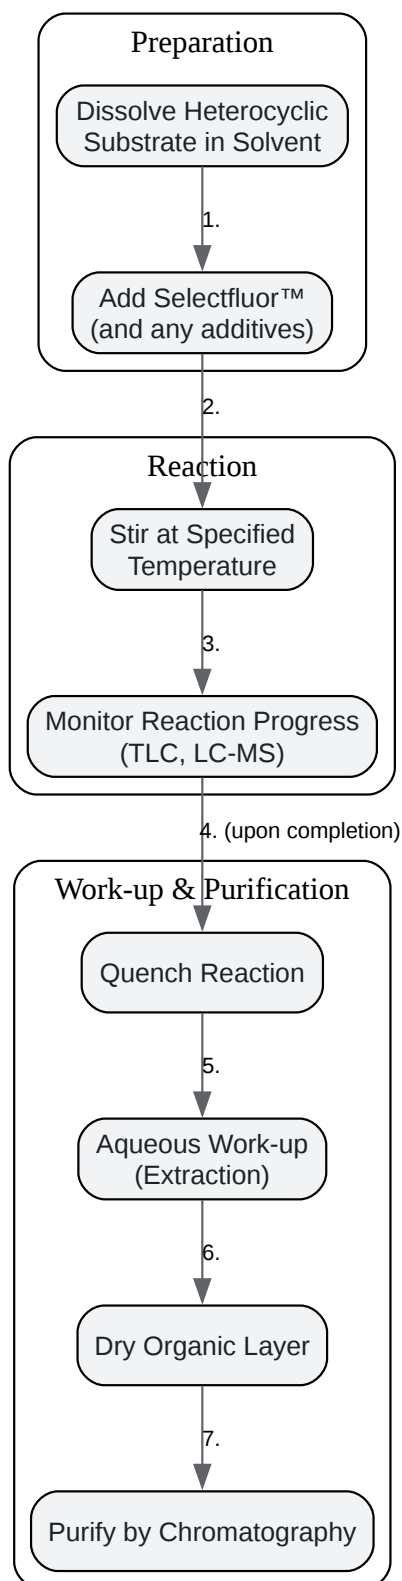 Preparation
Dissolve Heterocyclic
Substrate in Solvent
1.
Add Selectfluor™
(and any additives)
2.
Reaction
Stir at Specified
Temperature
3.
Monitor Reaction Progress
(TLC, LC-MS)
4. (upon completion)
Work-up & Purification
Quench Reaction
5.
Aqueous Work-up
(Extraction)
6.
Dry Organic Layer
7.
Purify by Chromatography